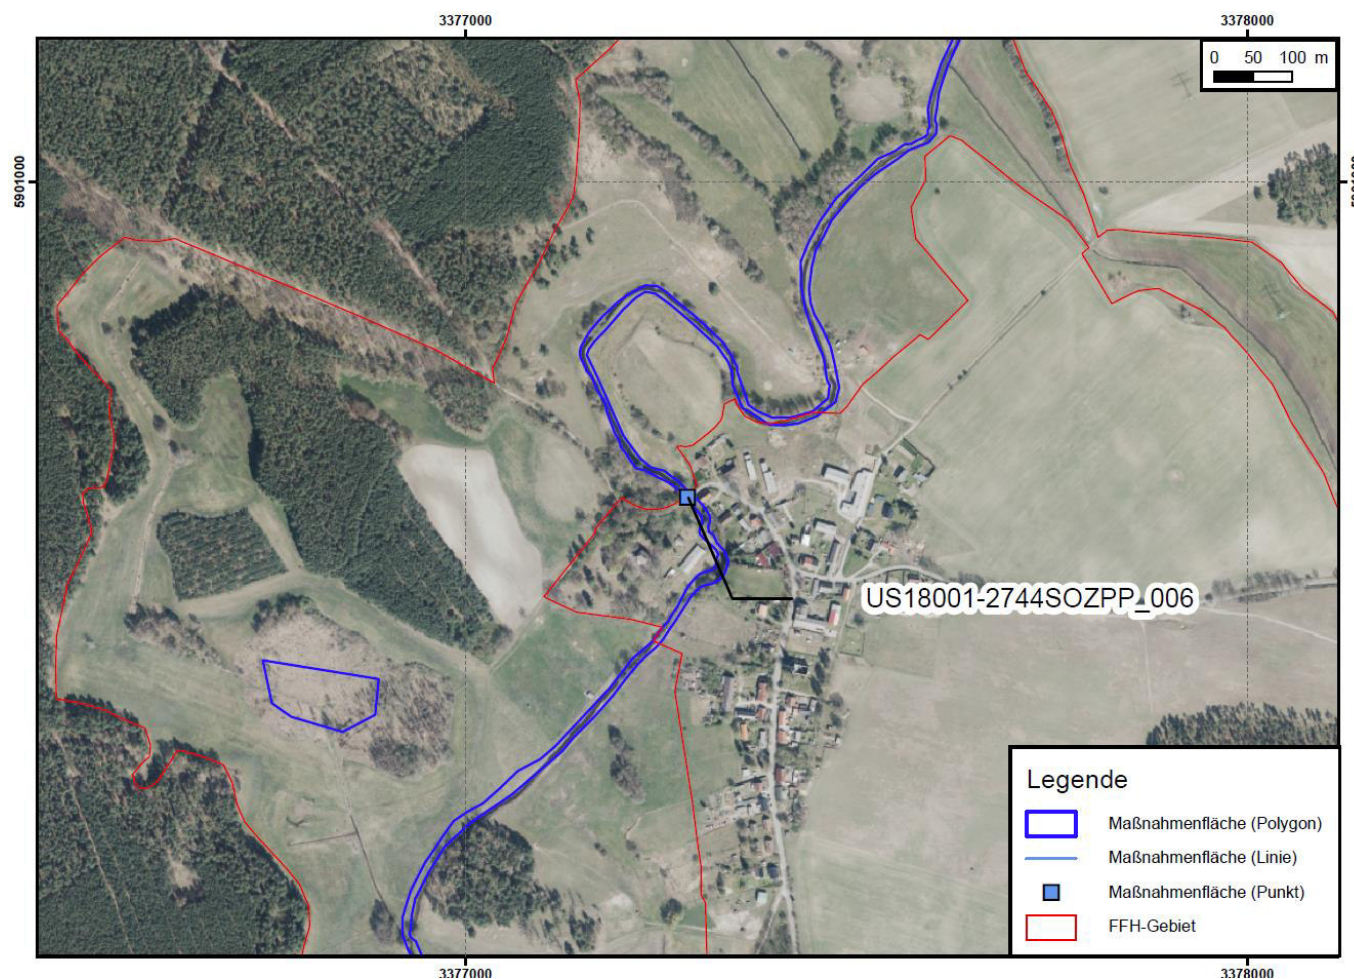 3377000
3378000
0 50 100 m
5901000
US18001-2744SOZPP_006
Legende
Maßnahmenfläche (Polygon)
Maßnahmenfläche (Linie)
Maßnahmenfläche (Punkt)
FFH-Gebiet
3377000
3378000